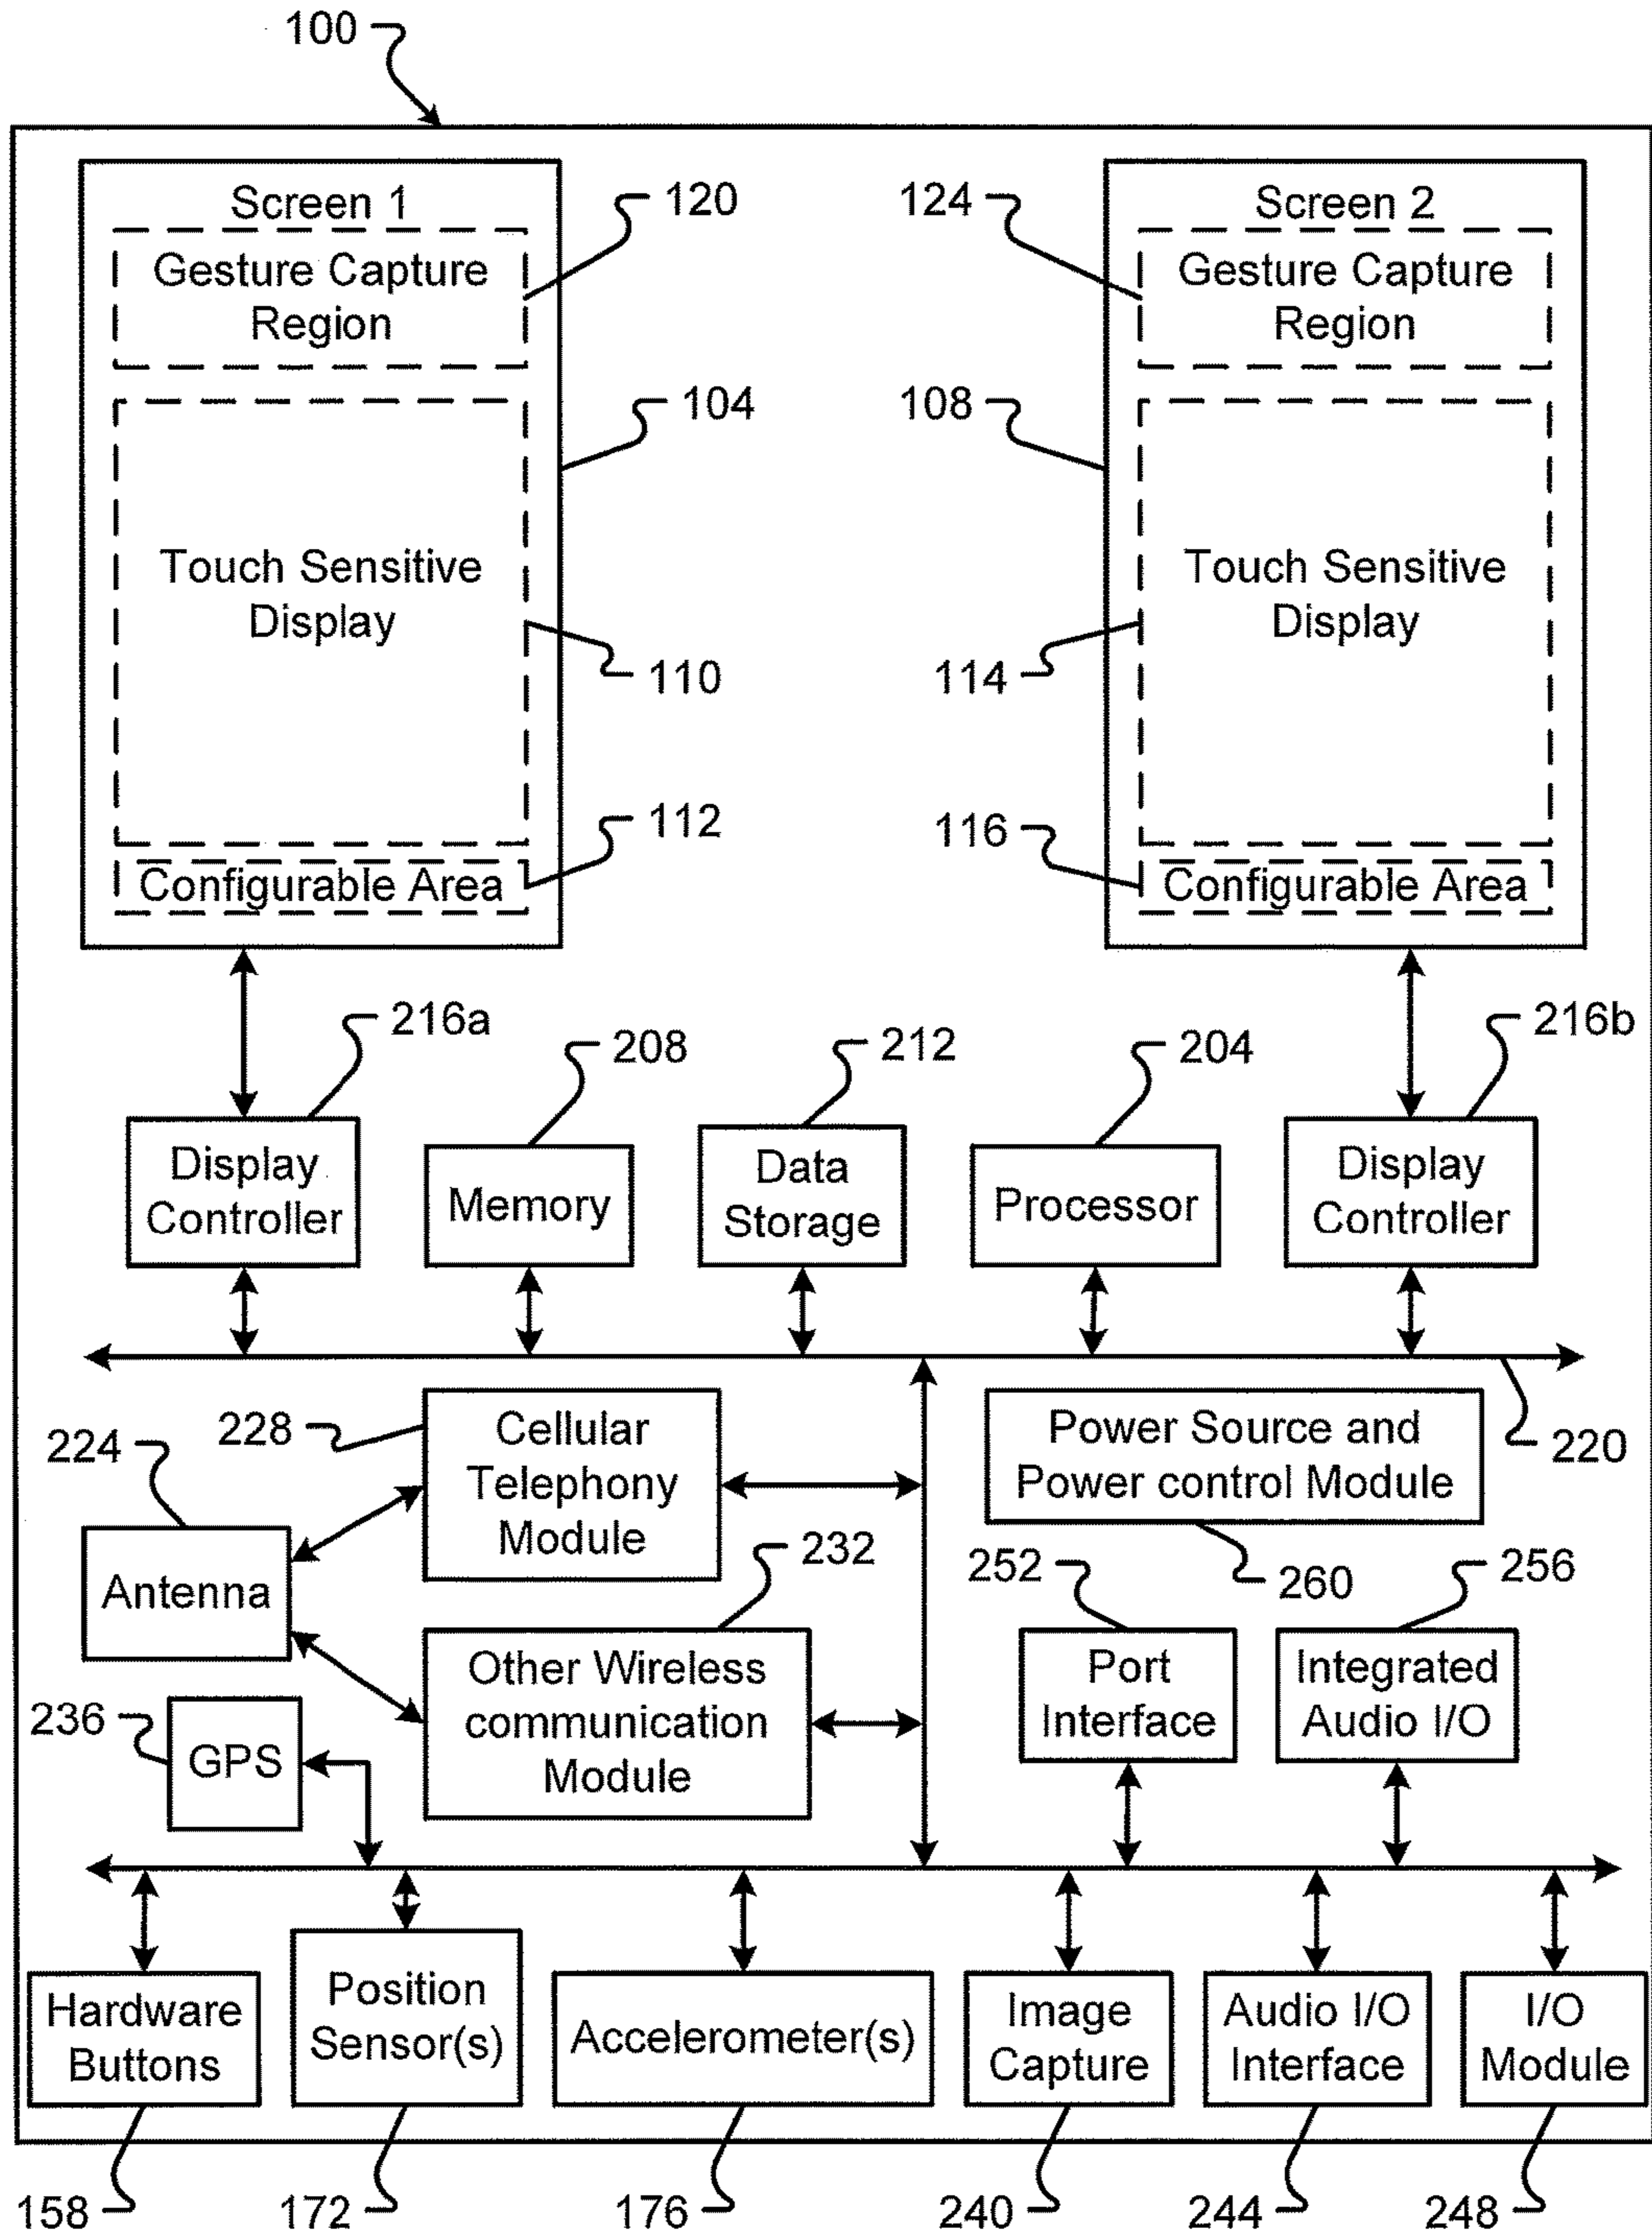 100
Screen 1
120
124
Screen 2
Gesture Capture
Region
Gesture Capture
Region
104
108
Touch Sensitive
Display
Touch Sensitive
Display
110
114
112
116
Configurable Area
Configurable Area
216a
208
212
204
216b
Display
Controller
Memory
Data
Storage
Processor
Display
Controller
228
Cellular
Telephony
Module
Power Source and
Power control Module
220
224
Antenna
232
252
260
256
Other Wireless
communication
Module
Port
Interface
Integrated
Audio I/O
236
GPS
Hardware
Buttons
Position
Sensor(s)
Accelerometer(s)
Image
Capture
Audio I/O
Interface
I/O
Module
158
172
176
240
244
248